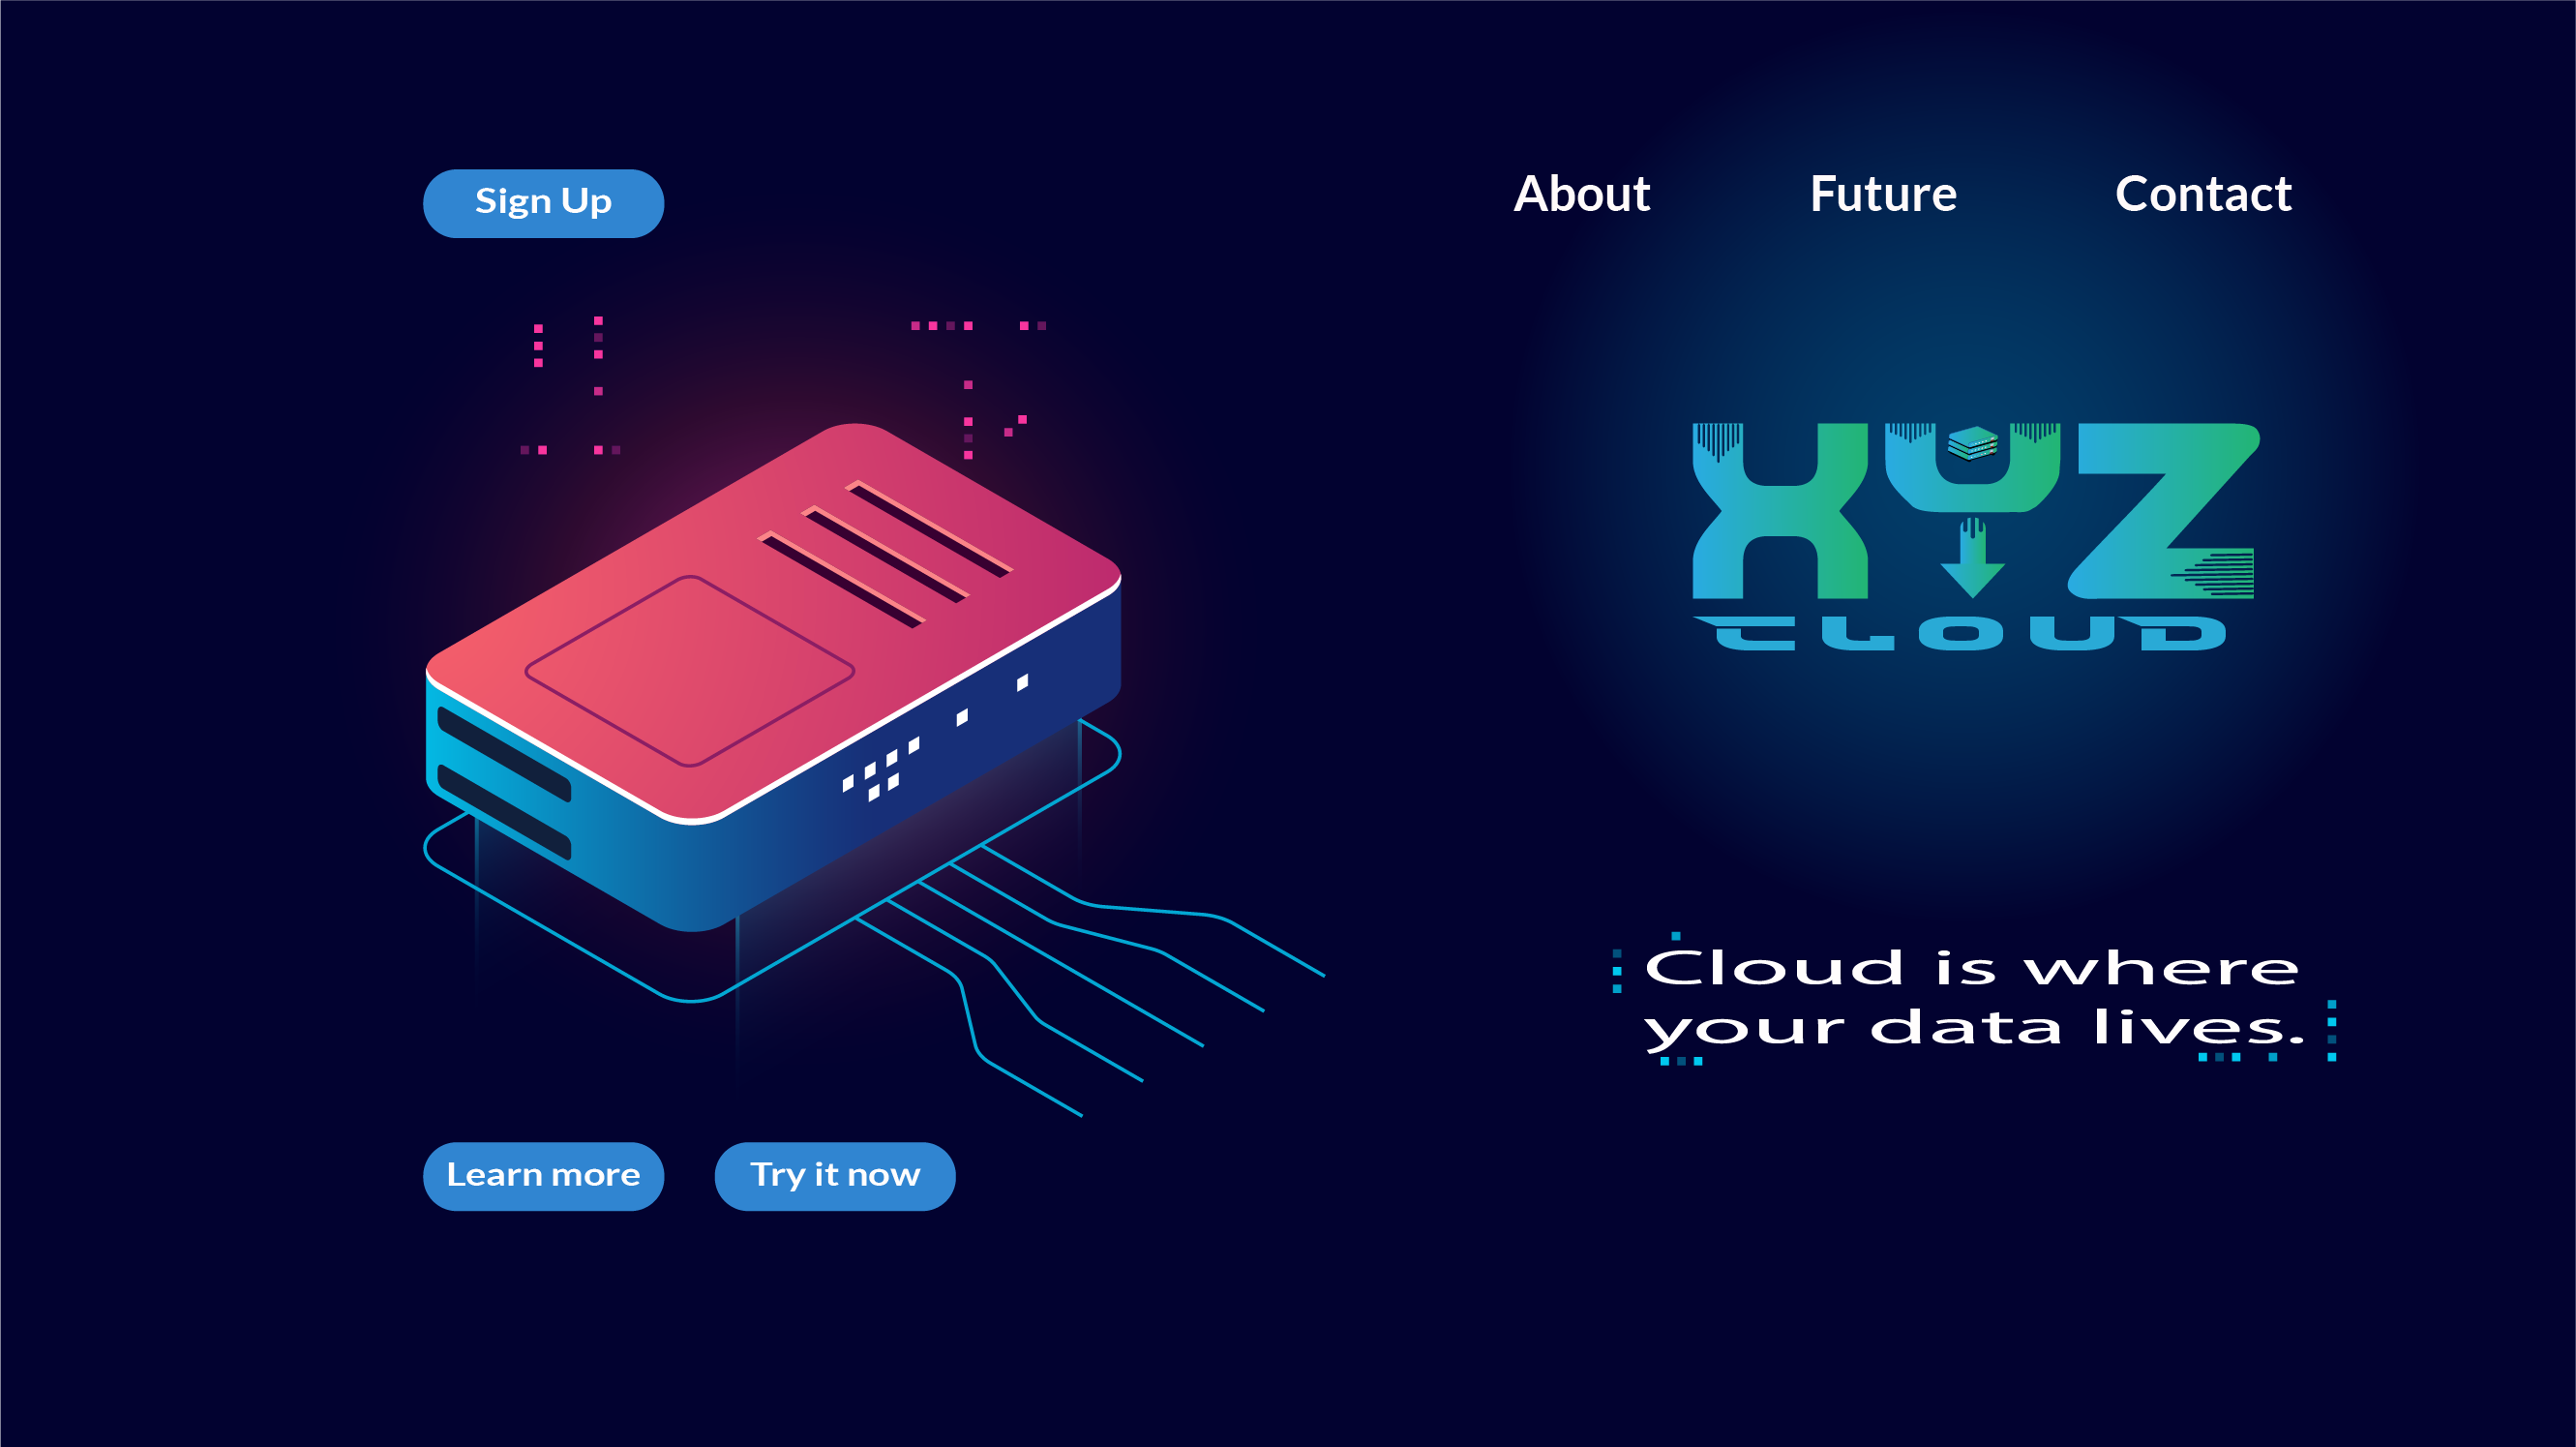 Sign Up
About
Future
Contact
XYZ
CLOUD
Cloud is where
your data lives.
Learn more
Try it now